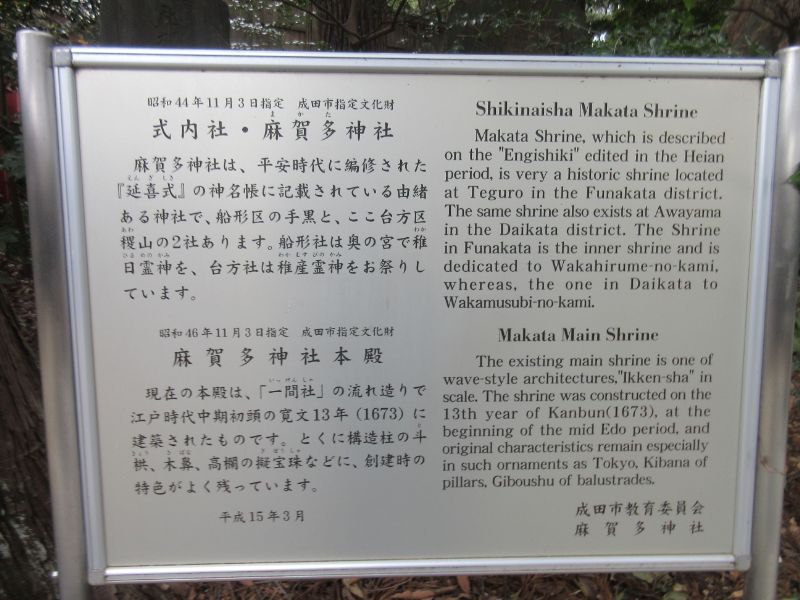 昭和44年11月3日指定 成田市指定文化財
式内社・麻賀多神社
麻賀多神社は、平安時代に編修された
『延喜式』の神名帳に記載されている由緒
ある神社で、船形区の手黒と、ここ台方区
稷山の2社あります。船形社は奥の宮で稚
日霊神を、台方社は稚産霊神をお祭りし
ています。
昭和46年11月3日指定 成田市指定文化財
麻賀多神社本殿
現在の本殿は、「一間社」の流れ造りで
江戸時代中期初頭の寛文13年(1673)に
建築されたものです。とくに構造柱の斗
栱、木鼻、高欄の擬宝珠などに、創建時の
特色がよく残っています。
平成15年3月
Shikinaisha Makata Shrine
Makata Shrine, which is described
on the "Engishiki" edited in the Heian
period, is very a historic shrine located
at Teguro in the Funakata district.
The same shrine also exists at Awayama
in the Daikata district. The Shrine
in Funakata is the inner shrine and is
dedicated to Wakahirume-no-kami,
whereas, the one in Daikata to
Wakamusubi-no-kami.
Makata Main Shrine
The existing main shrine is one of
wave-style architectures,"Ikken-sha" in
scale. The shrine was constructed on the
13th year of Kanbun(1673), at the
beginning of the mid Edo period, and
original characteristics remain especially
in such ornaments as Tokyo, Kibana of
pillars, Giboushu of balustrades.
成田市教育委員会
麻賀多神社